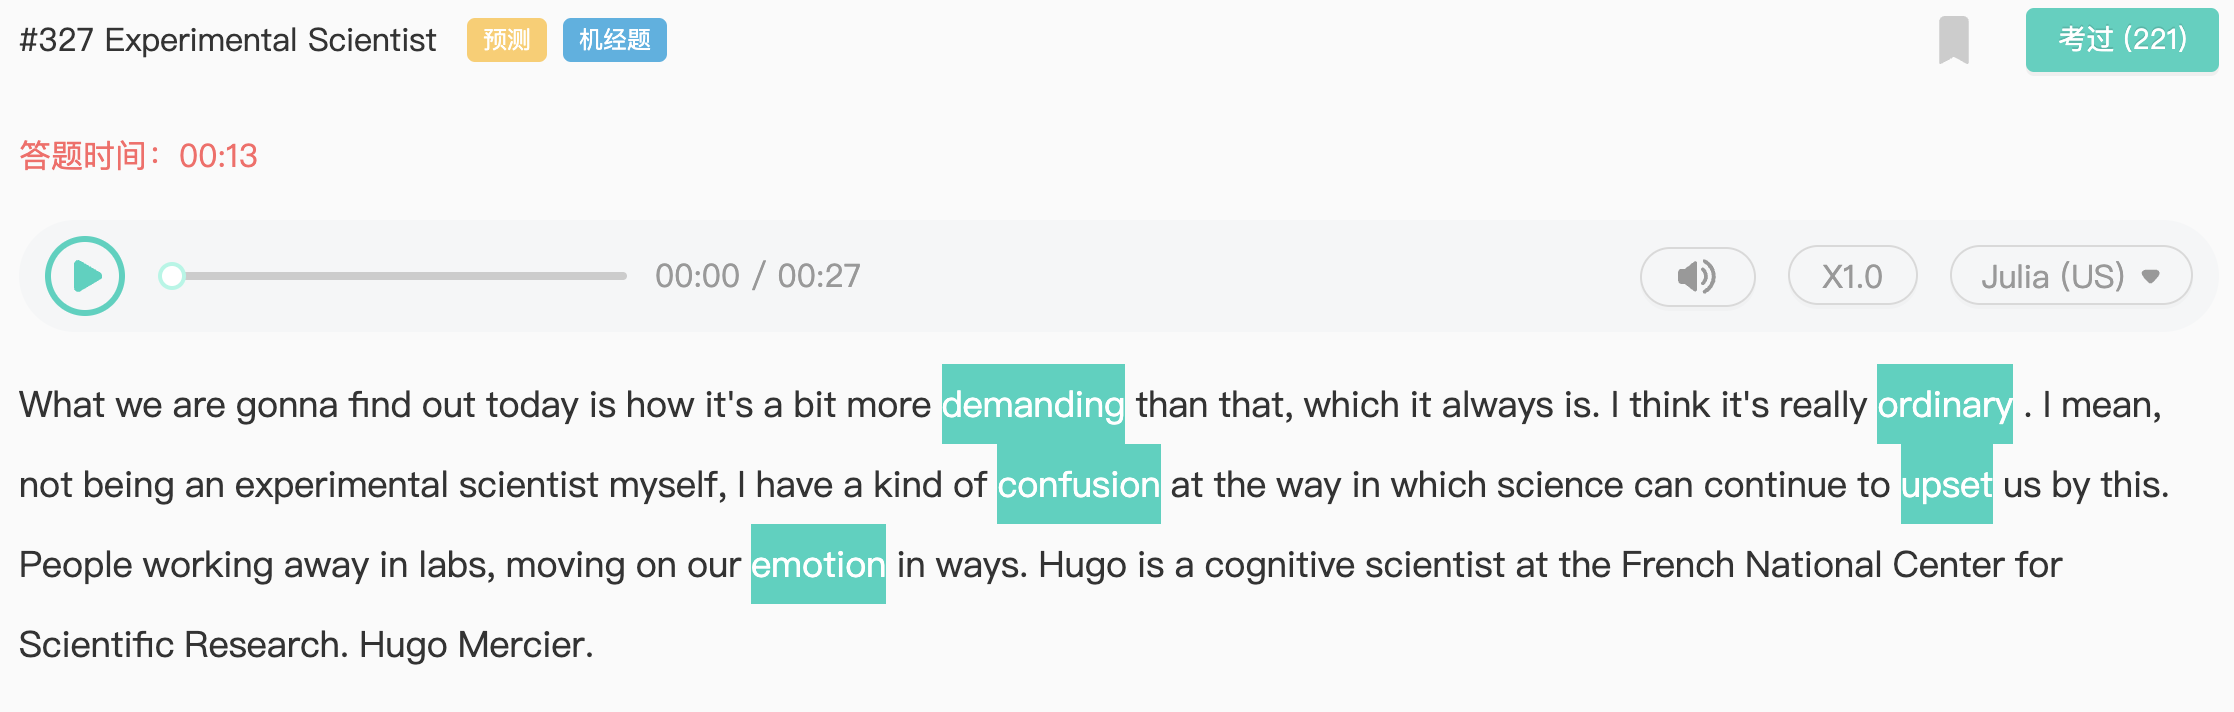 #327 Experimental Scientist 预测 机经题 考过 (221)
答题时间：00:13
00:00 / 00:27 X1.0 Julia (US)
What we are gonna find out today is how it's a bit more demanding than that, which it always is. I think it's really ordinary . I mean,
not being an experimental scientist myself, I have a kind of confusion at the way in which science can continue to upset us by this.
People working away in labs, moving on our emotion in ways. Hugo is a cognitive scientist at the French National Center for
Scientific Research. Hugo Mercier.